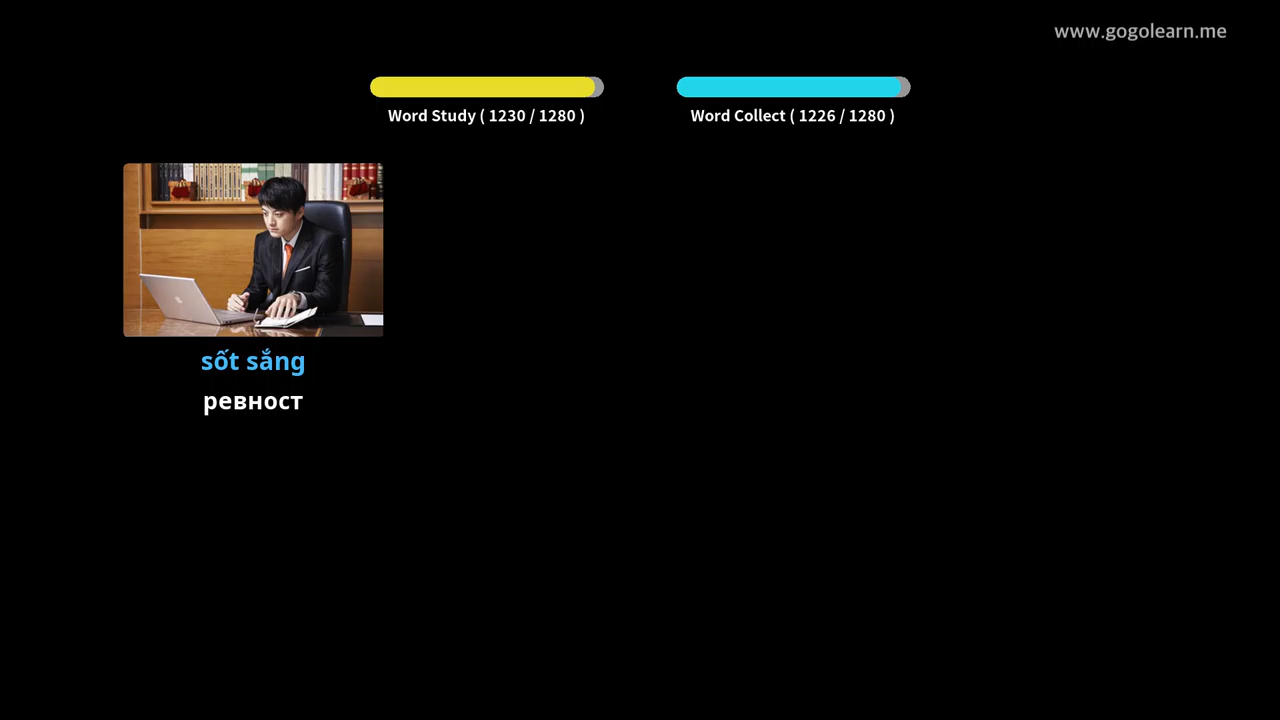 www.gogolearn.me
Word Study ( 1230 / 1280 )
Word Collect ( 1226 / 1280 )
sốt sắng
ревност